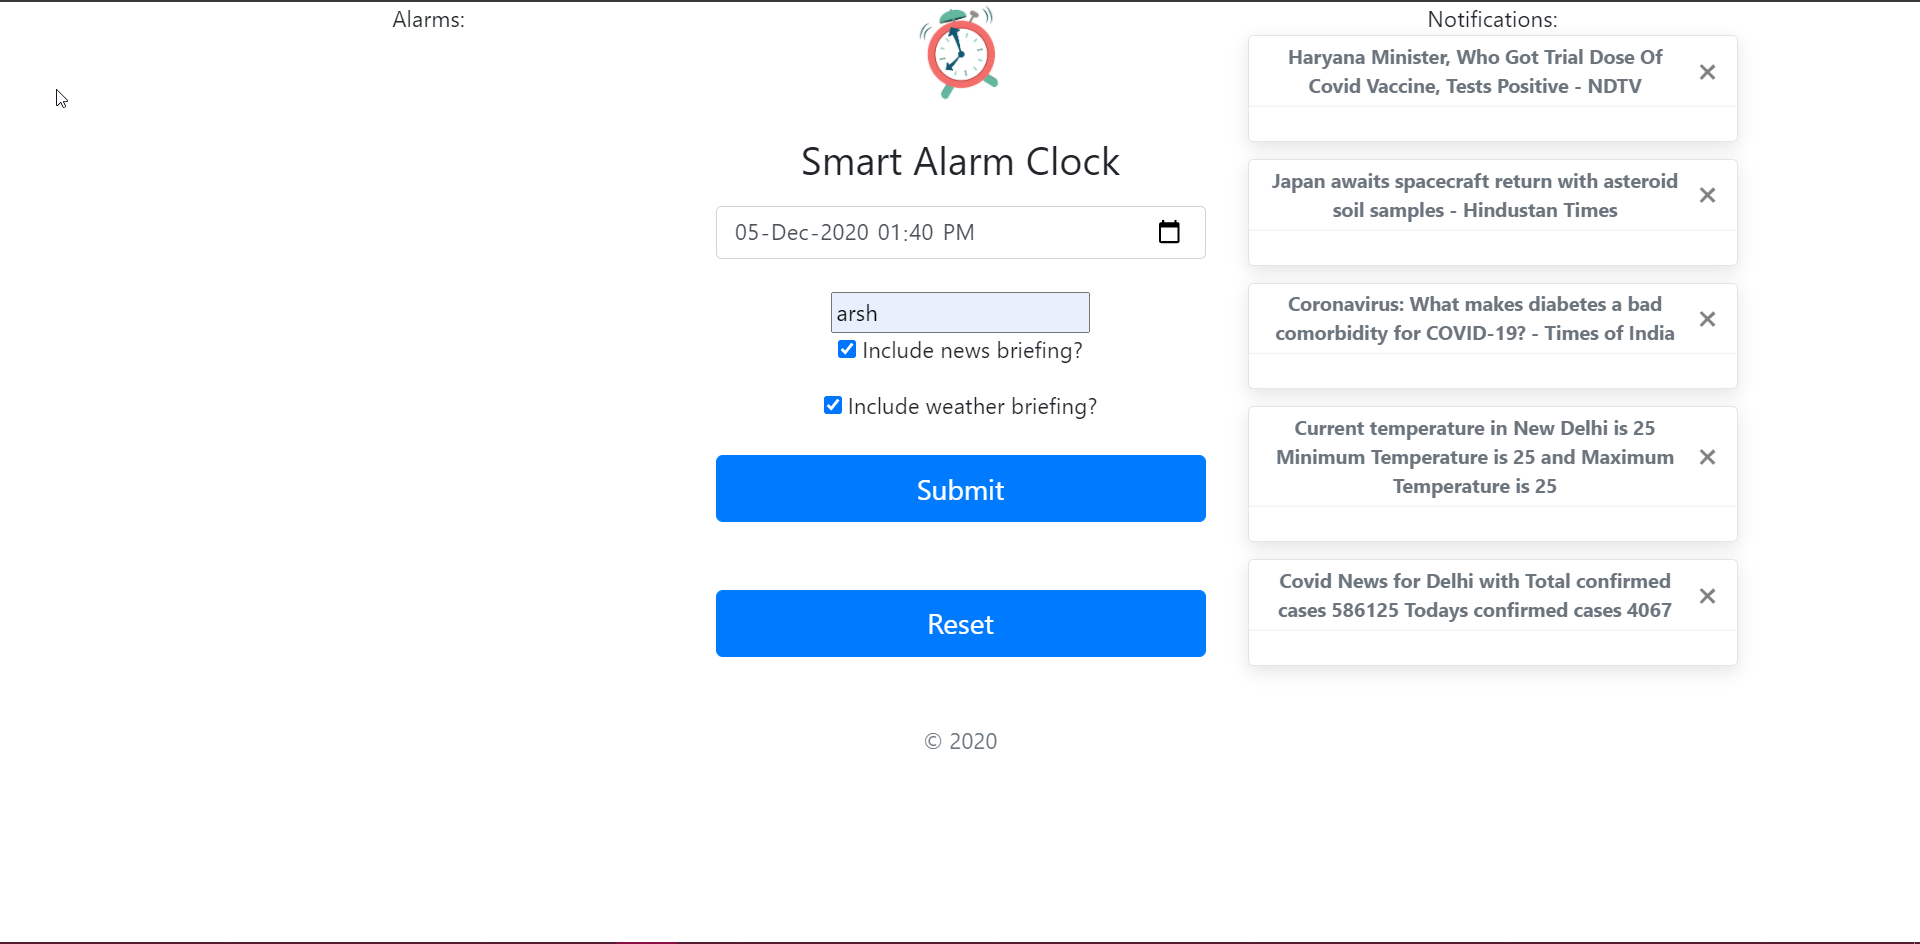 Alarms:
Smart Alarm Clock
05-Dec-2020 01:40 PM
arsh
Include news briefing?
Include weather briefing?
Submit
Reset
© 2020
Notifications:
Haryana Minister, Who Got Trial Dose Of
Covid Vaccine, Tests Positive - NDTV
Japan awaits spacecraft return with asteroid
soil samples - Hindustan Times
Coronavirus: What makes diabetes a bad
comorbidity for COVID-19? - Times of India
Current temperature in New Delhi is 25
Minimum Temperature is 25 and Maximum
Temperature is 25
Covid News for Delhi with Total confirmed
cases 586125 Todays confirmed cases 4067